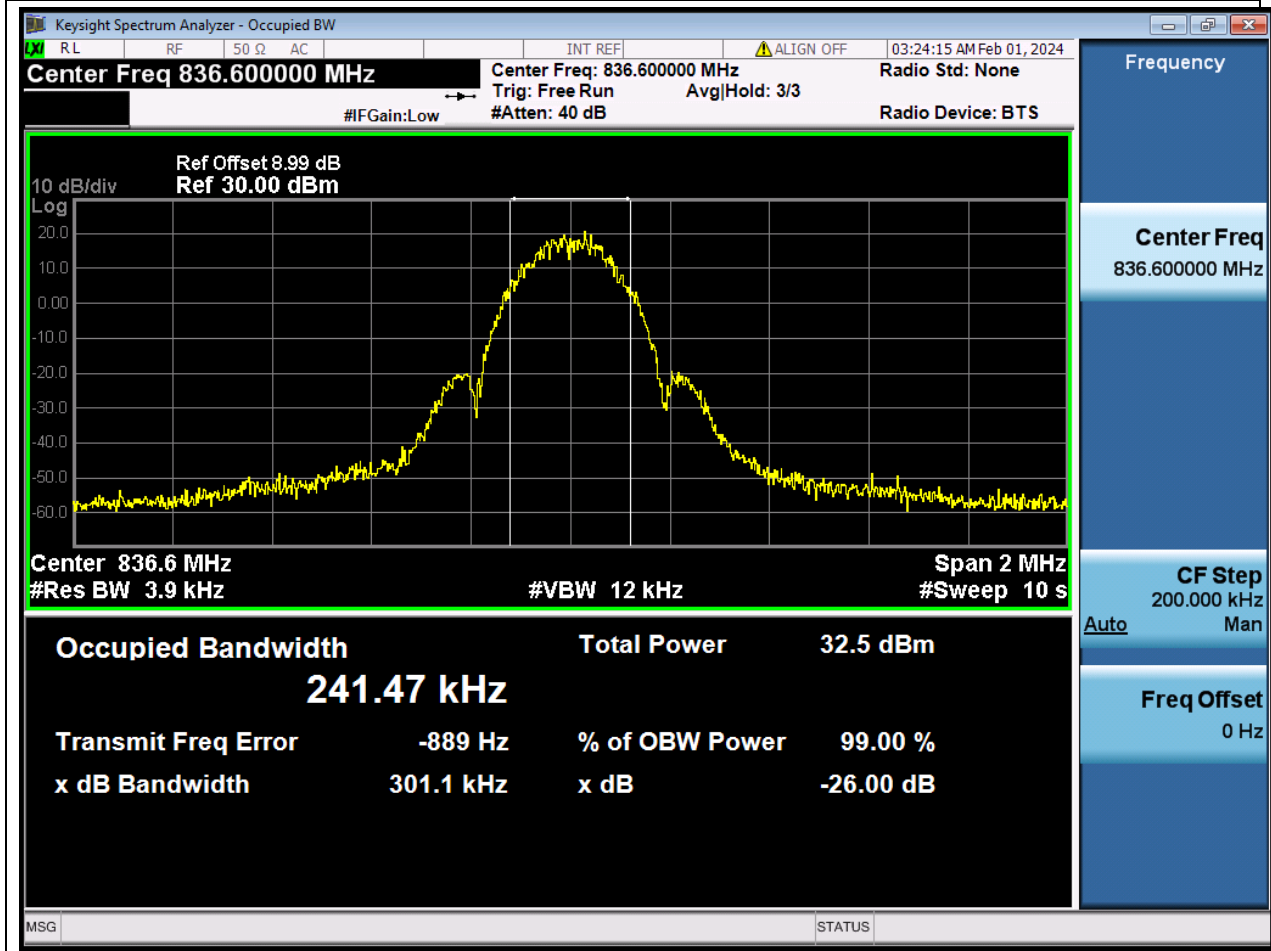 Keysight Spectrum Analyzer - Occupied BW
LXI RL RF 50 Ω AC INT REF ALIGN OFF 03:24:15 AM Feb 01, 2024
Center Freq 836.600000 MHz
Center Freq: 836.600000 MHz
Radio Std: None
Trig: Free Run Avg|Hold: 3/3
#IFGain:Low
#Atten: 40 dB
Radio Device: BTS
Ref Offset 8.99 dB
10 dB/div Ref 30.00 dBm
Log
20.0
10.0
0.00
-10.0
-20.0
-30.0
-40.0
-50.0
-60.0
Center 836.6 MHz Span 2 MHz
#Res BW 3.9 kHz #VBW 12 kHz #Sweep 10 s
Occupied Bandwidth Total Power 32.5 dBm
241.47 kHz
Transmit Freq Error -889 Hz % of OBW Power 99.00 %
x dB Bandwidth 301.1 kHz x dB -26.00 dB
Frequency
Center Freq
836.600000 MHz
CF Step
200.000 kHz
Auto Man
Freq Offset
0 Hz
MSG STATUS